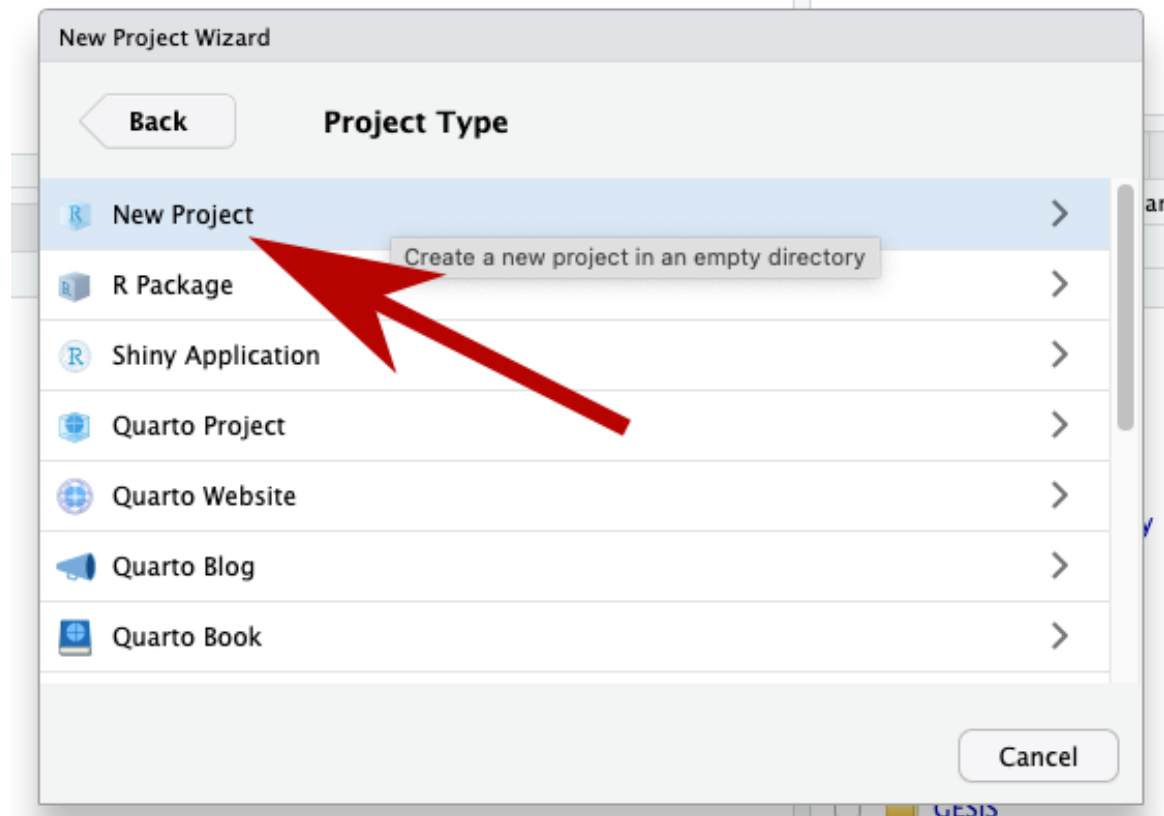 New Project Wizard
Back
Project Type
New Project
Create a new project in an empty directory
R Package
Shiny Application
Quarto Project
Quarto Website
Quarto Blog
Quarto Book
Cancel
GESIS